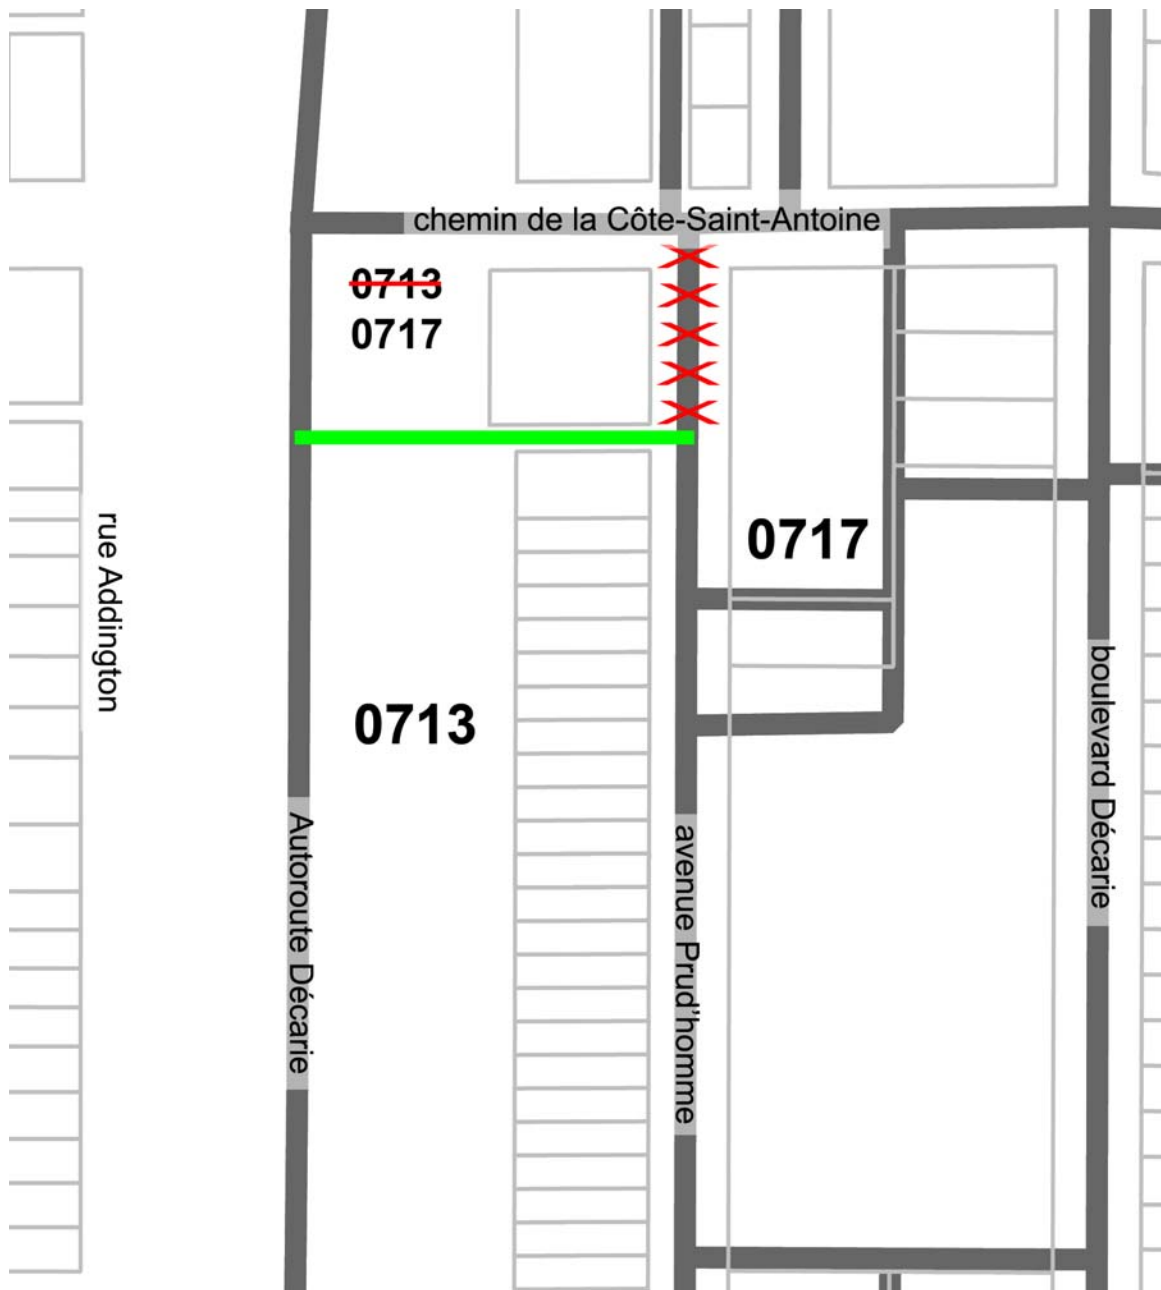 chemin de la Côte-Saint-Antoine
0713
0717
0717
rue Addington
0713
boulevard Décarie
Autoroute Décarie
avenue Prud'homme